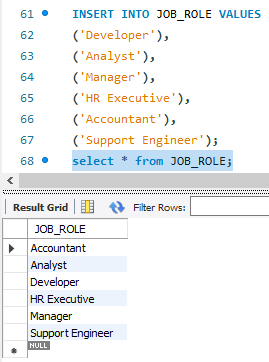 61 INSERT INTO JOB_ROLE VALUES
62 ('Developer'),
63 ('Analyst'),
64 ('Manager'),
65 ('HR Executive'),
66 ('Accountant'),
67 ('Support Engineer');
68 select * from JOB_ROLE;
Result Grid Filter Rows:
JOB_ROLE
Accountant
Analyst
Developer
HR Executive
Manager
Support Engineer
NULL